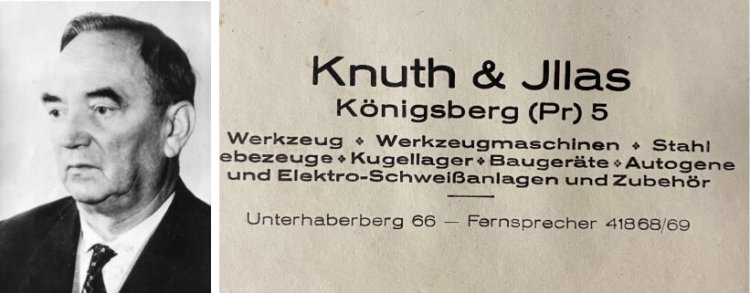 Knuth & Jllas
Königsberg (Pr) 5
Werkzeug ❖ Werkzeugmaschinen ❖ Stahl
ebezeuge ❖ Kugellager ❖ Baugeräte ❖ Autogene
und Elektro-Schweißanlagen und Zubehör
Unterhaberberg 66 — Fernsprecher 41868/69